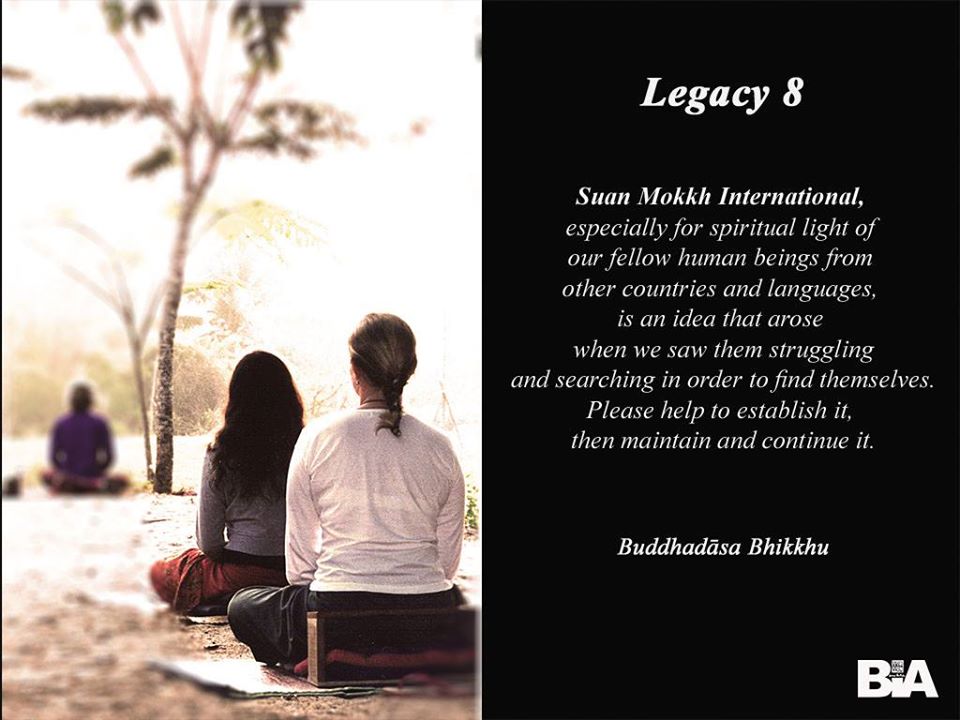 Legacy 8
Suan Mokkh International,
especially for spiritual light of
our fellow human beings from
other countries and languages,
is an idea that arose
when we saw them struggling
and searching in order to find themselves.
Please help to establish it,
then maintain and continue it.
Buddhadāsa Bhikkhu
BiA